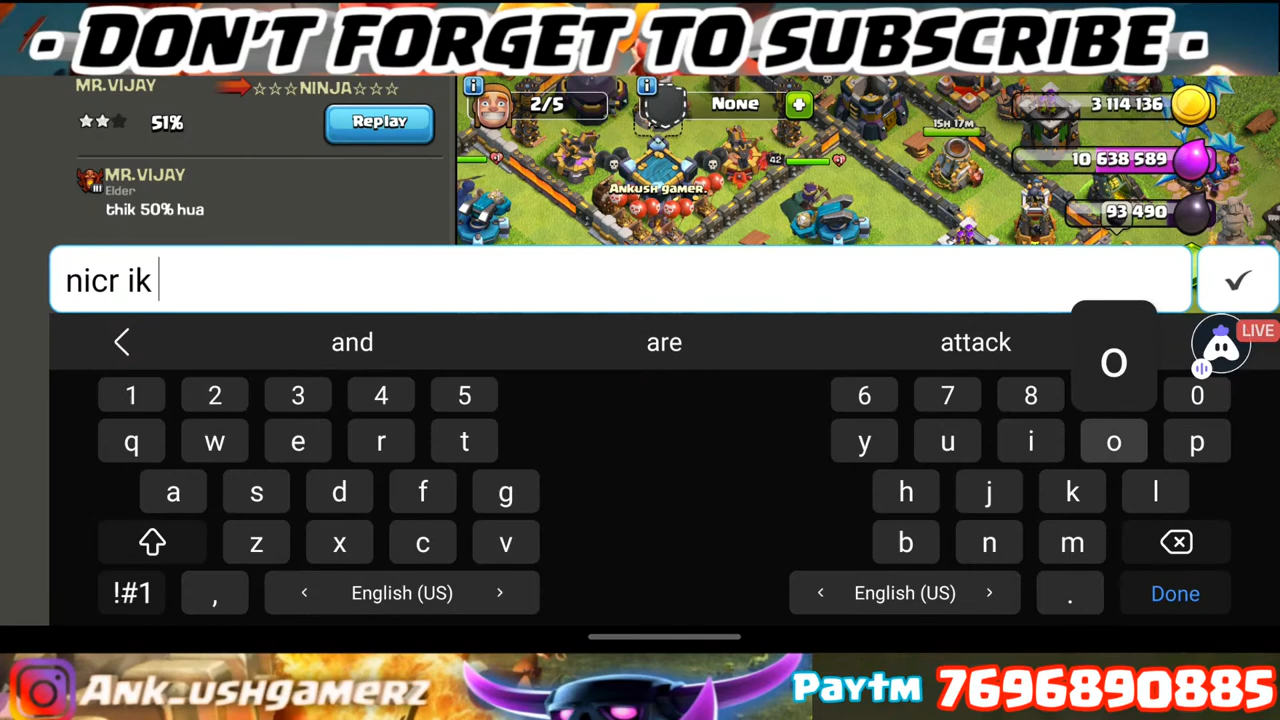 - DON'T FORGET TO SUBSCRIBE -
MR.VIJAY ☆☆☆NINJA☆☆☆
51%
Replay
MR.VIJAY
Elder
thik 50% hua
2/5
None
15h 17m
3 114 136
10 638 589
93 490
42
Ankush gamer.
nicr ik
and are attack
o
LIVE
1 2 3 4 5 6 7 8 0
q w e r t y u i o p
a s d f g h j k l
z x c v b n m
!#1 , English (US) English (US) . Done
Ank_ushgamerz
Paytm 7696890885